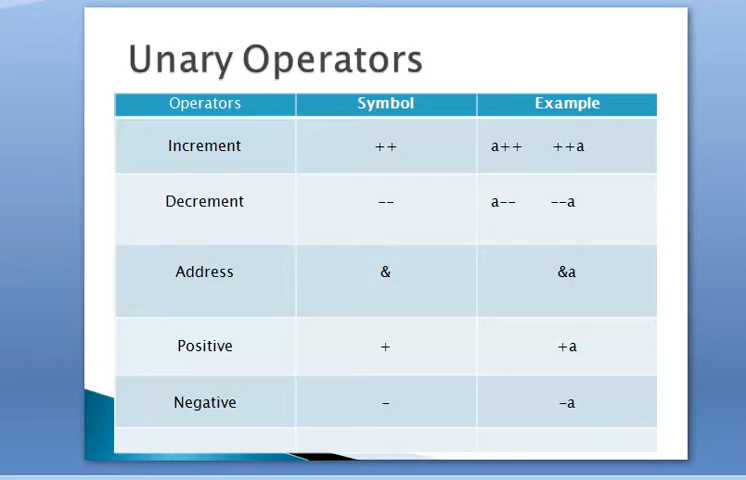 Unary Operators
Operators Symbol Example
Increment ++ a++ ++a
Decrement -- a-- --a
Address & &a
Positive + +a
Negative - -a